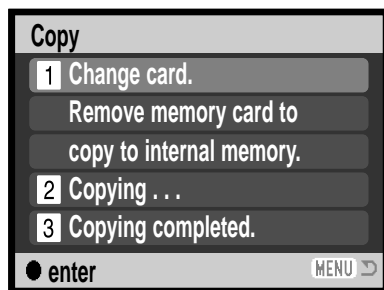 Copy
1 Change card.
Remove memory card to
copy to internal memory.
2 Copying . . .
3 Copying completed.
enter MENU